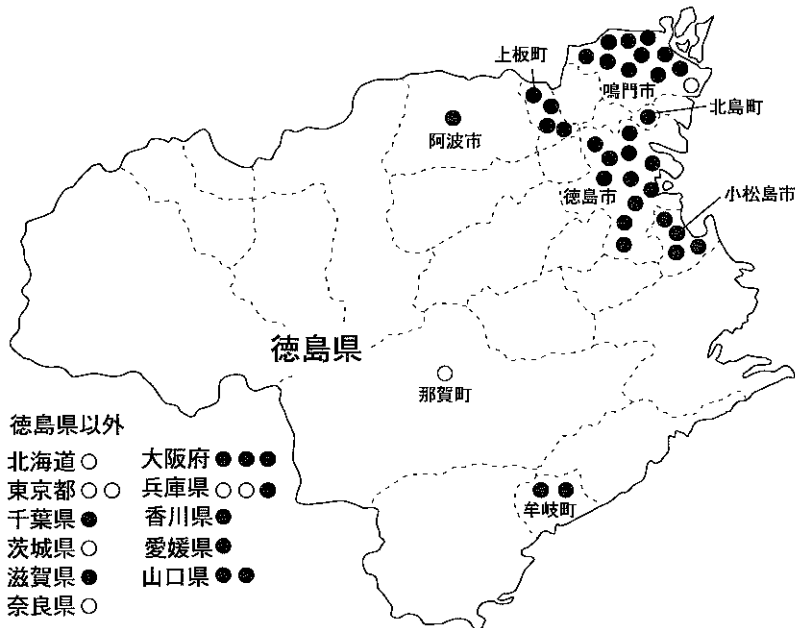 上板町
鳴門市
北島町
阿波市
徳島市
小松島市
徳島県
那賀町
牟岐町
徳島県以外
北海道○
東京都○○
千葉県●
茨城県○
滋賀県●
奈良県○
大阪府●●●
兵庫県○○●
香川県●
愛媛県●
山口県●●